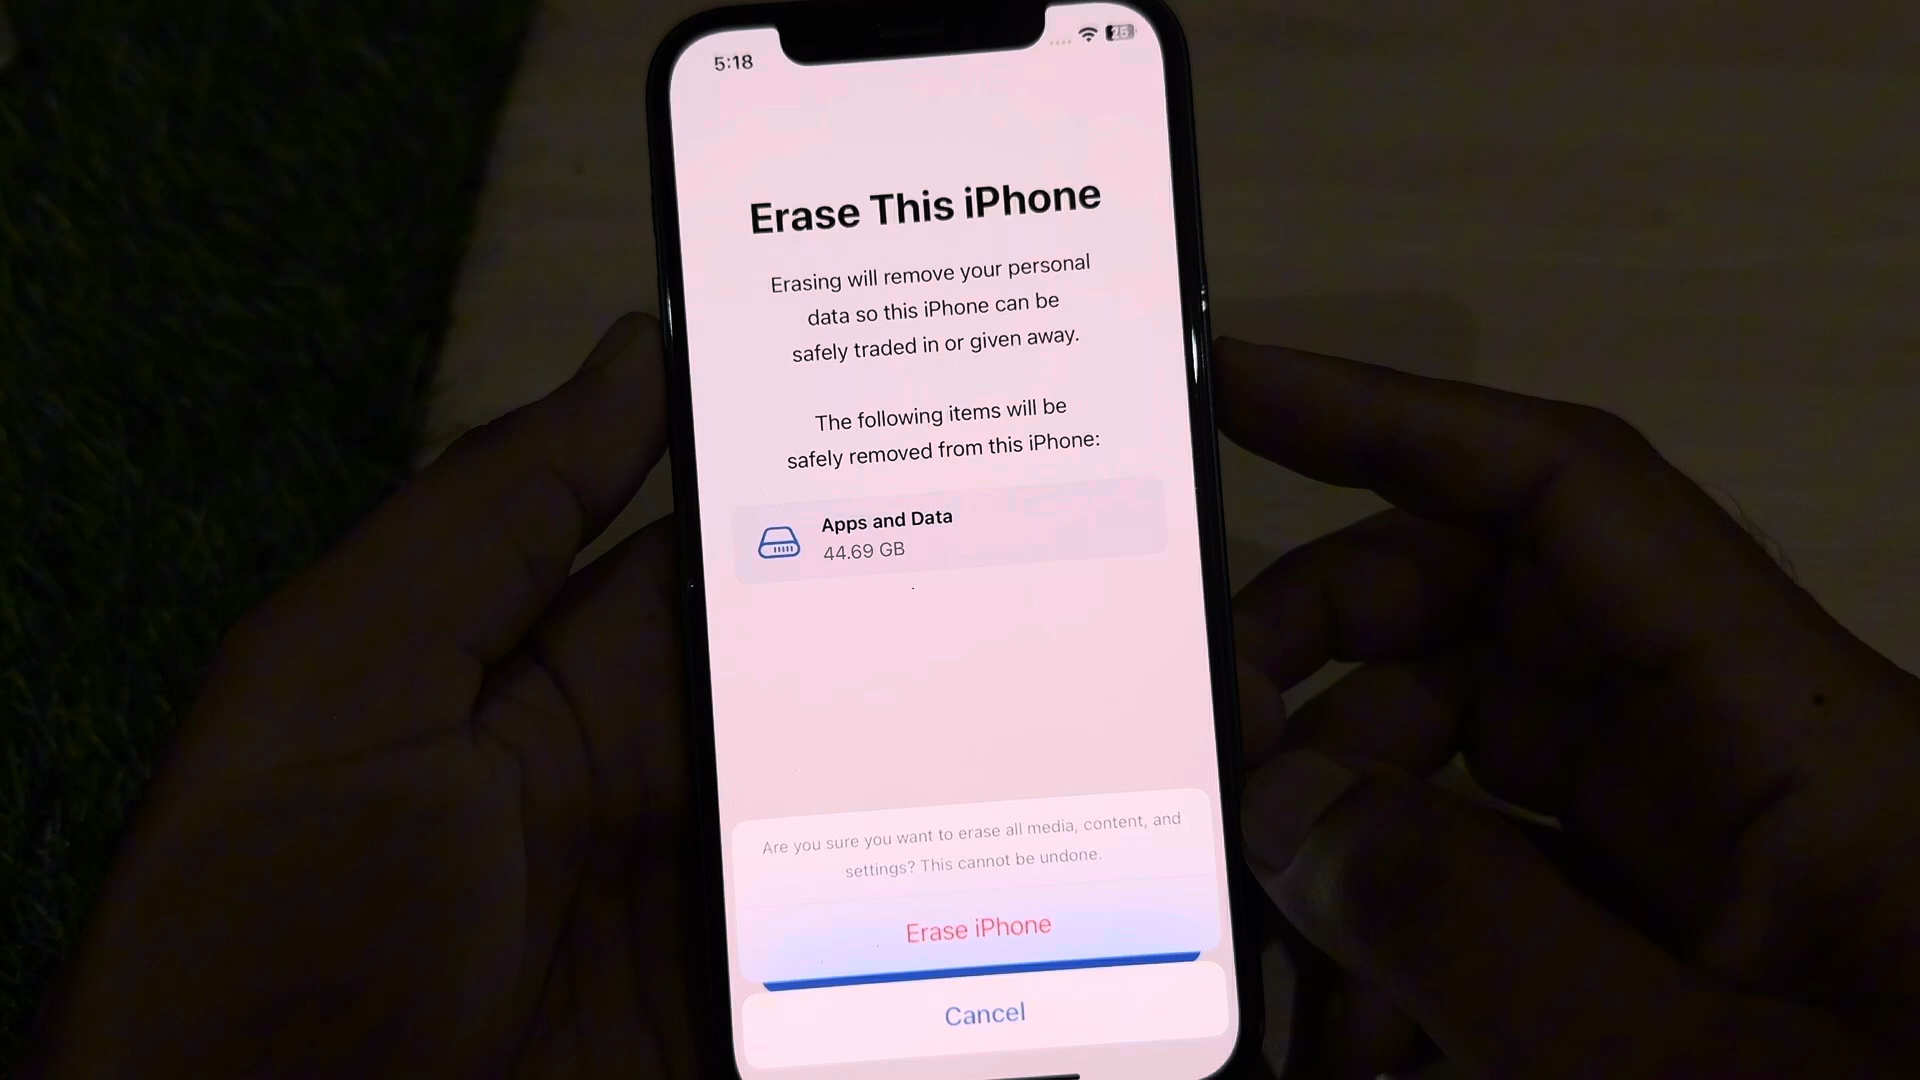 5:18
25
Erase This iPhone
Erasing will remove your personal
data so this iPhone can be
safely traded in or given away.
The following items will be
safely removed from this iPhone:
Apps and Data
44.69 GB
Are you sure you want to erase all media, content, and
settings? This cannot be undone.
Erase iPhone
Cancel